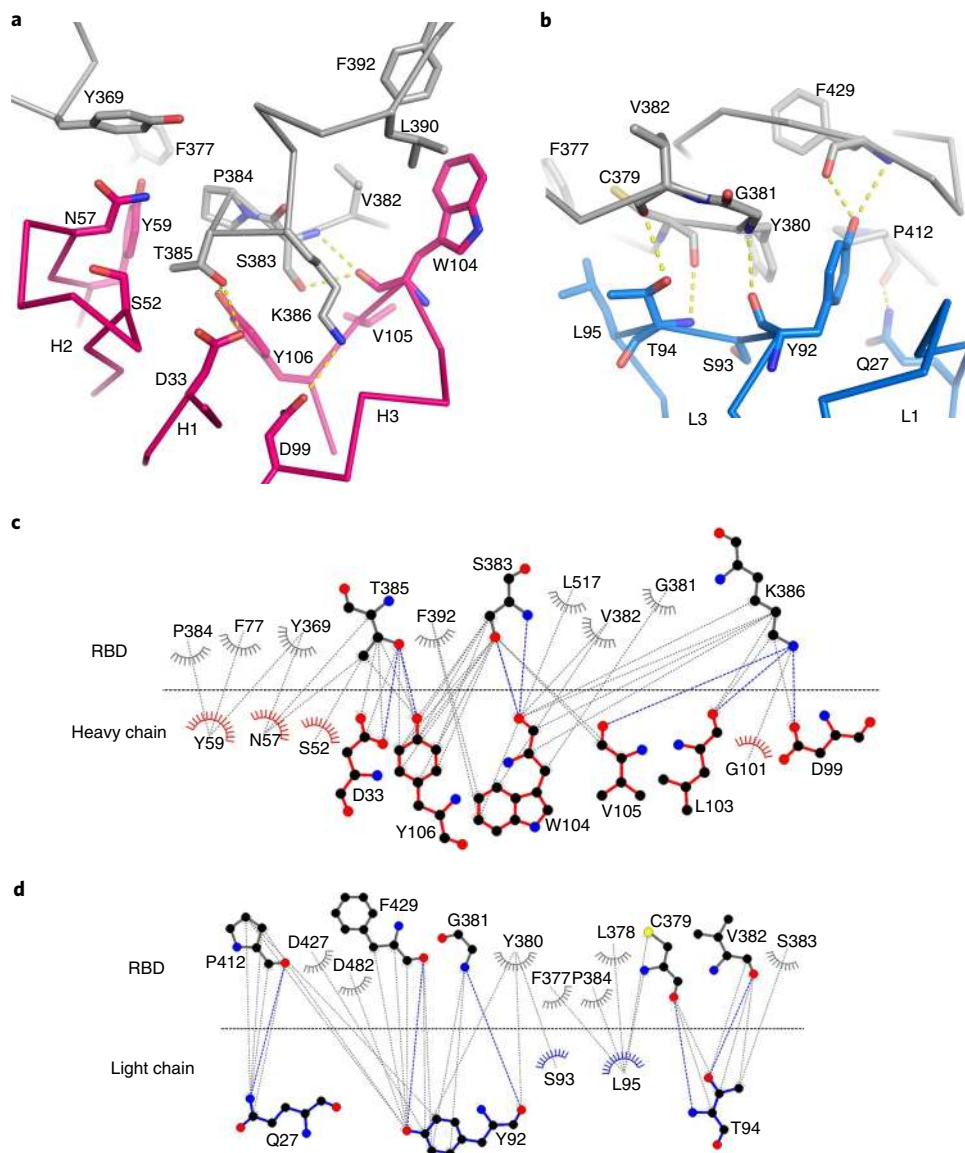 a
F392
Y369
L390
F377
P384
V382
N57
Y59
T385
S383
W104
S52
K386
V105
H2
Y106
D33
H3
H1
D99
b
F429
V382
F377
C379
G381
Y380
P412
L95
T94
S93
Y92
Q27
L3
L1
c
S383
T385
L517
G381
K386
F392
V382
P384
F77
Y369
RBD
Heavy chain
Y59
N57
S52
D33
Y106
W104
V105
L103
G101
D99
d
F429
G381
C379
P412
D427
Y380
L378
V382
S383
RBD
D482
F377
P384
Light chain
S93
L95
Q27
Y92
T94